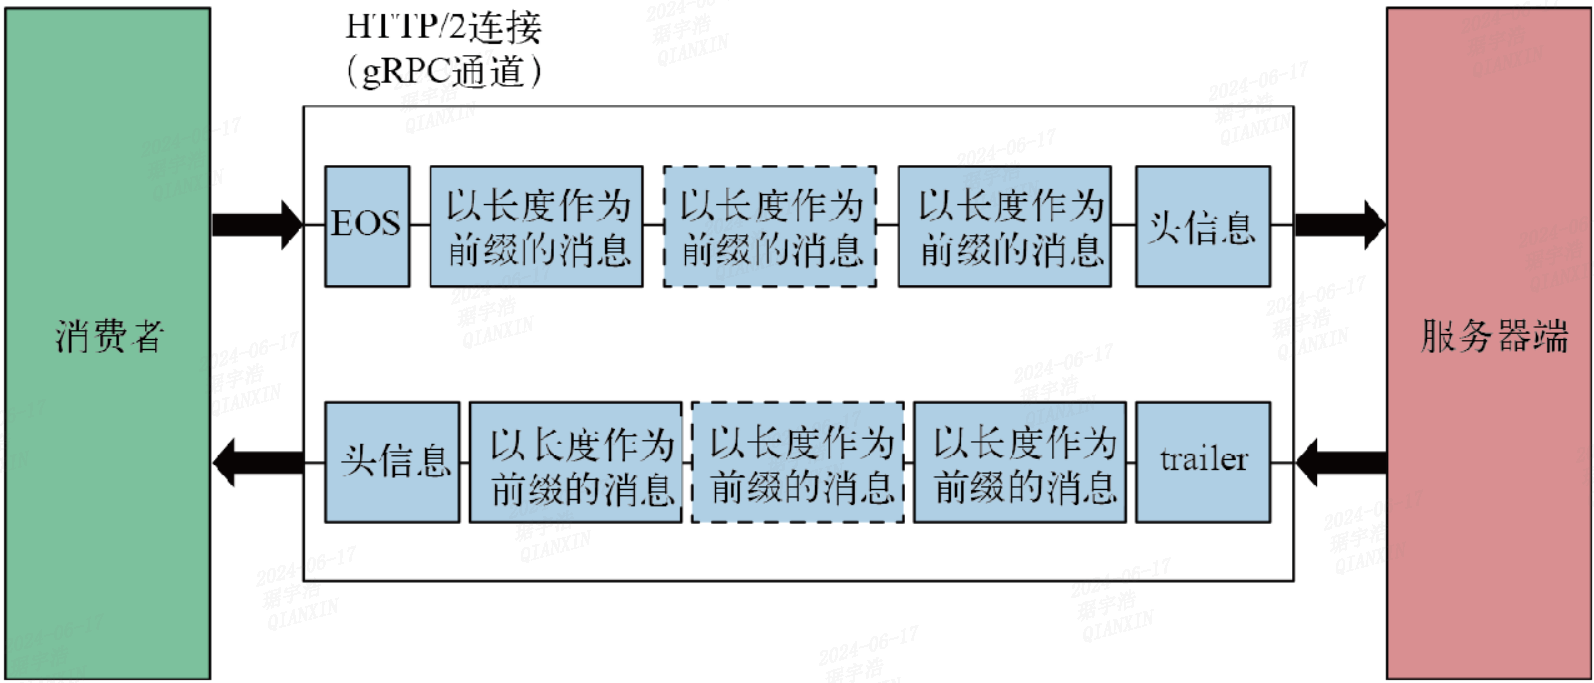 HTTP/2连接
（gRPC通道）
消费者
EOS
以长度作为
前缀的消息
以长度作为
前缀的消息
以长度作为
前缀的消息
头信息
服务器端
头信息
以长度作为
前缀的消息
以长度作为
前缀的消息
以长度作为
前缀的消息
trailer
2024-06-17
琚宇浩
QIANXIN